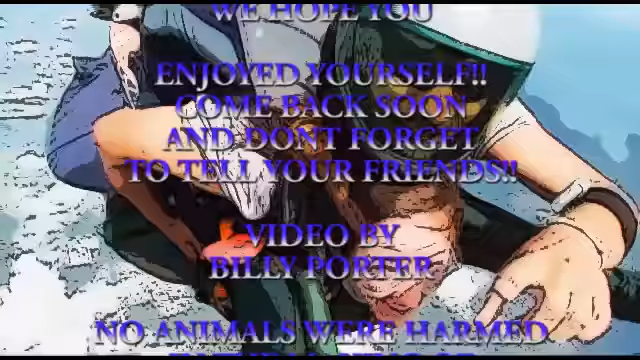 WE HOPE YOU
ENJOYED YOURSELF!!
COME BACK SOON
AND DONT FORGET
TO TELL YOUR FRIENDS!!
VIDEO BY
BILLY PORTER
NO ANIMALS WERE HARMED